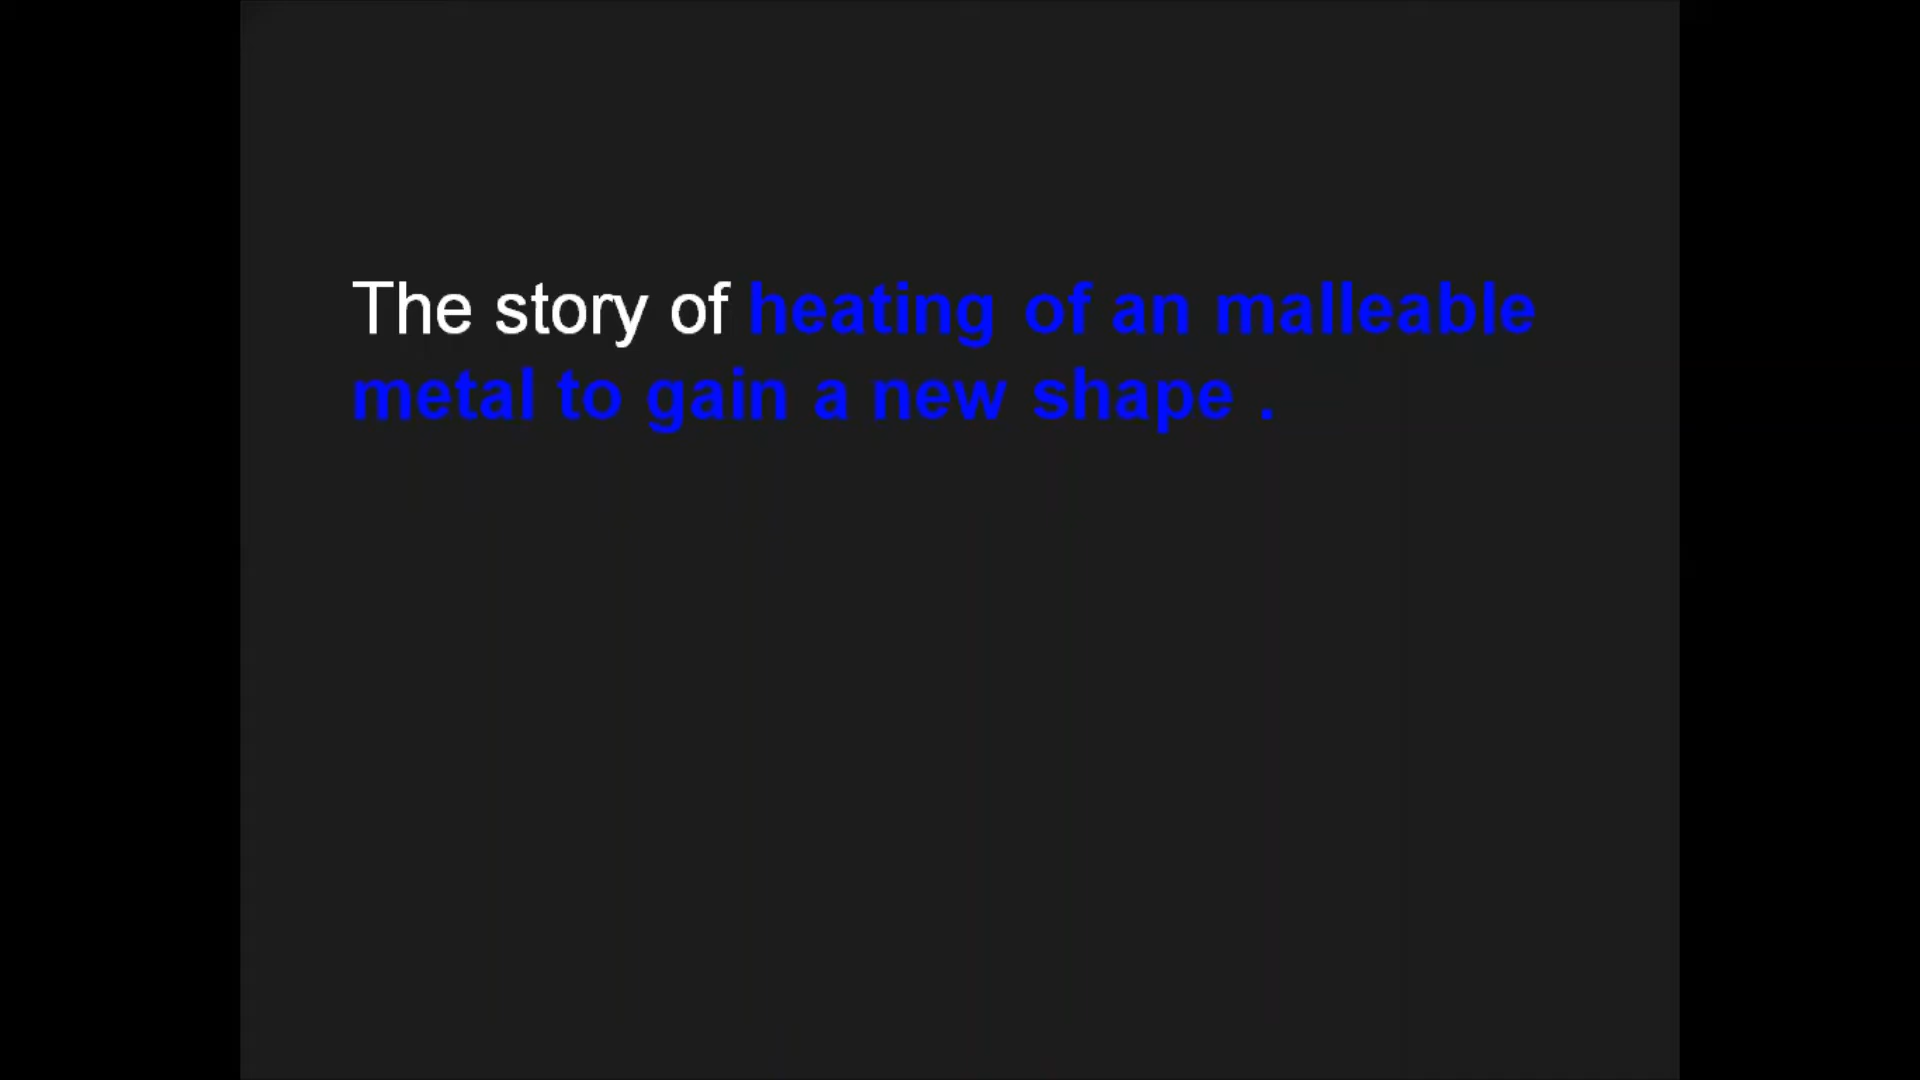 The story of heating of an malleable
metal to gain a new shape .